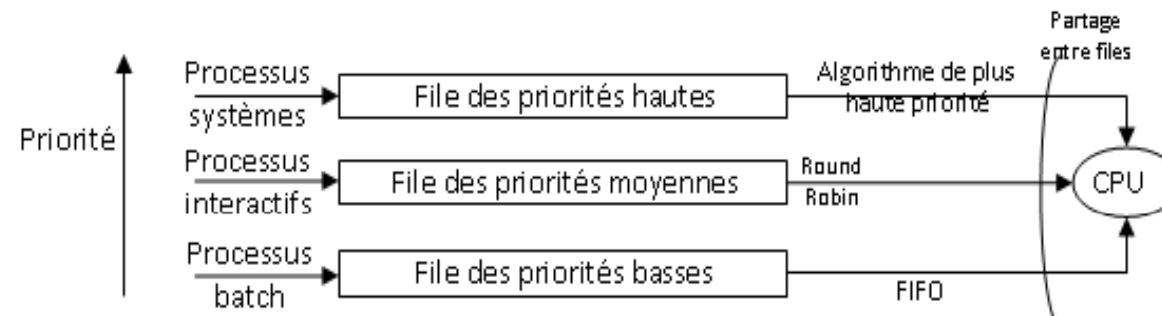 Partage
entre files
Processus
systèmes
File des priorités hautes
Algorithme de plus
haute priorité
Priorité
Processus
interactifs
File des priorités moyennes
Round
Robin
CPU
Processus
batch
File des priorités basses
FIFO